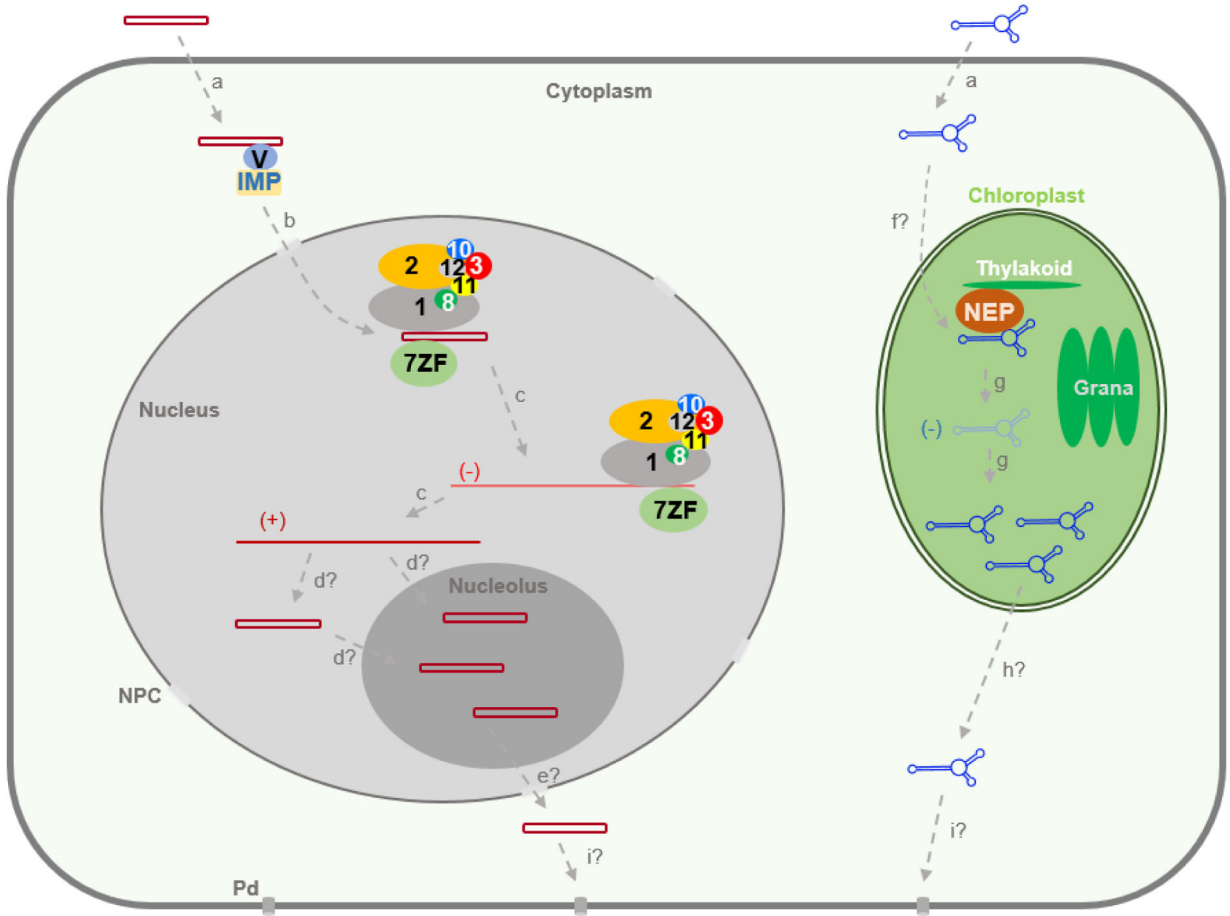 Cytoplasm
a
a
V
IMP
Chloroplast
b
f?
10
2
12
3
11
8
1
7ZF
Thylakoid
NEP
Nucleus
c
g
Grana
10
2
12
3
11
8
1
7ZF
(-)
g
(-)
c
(+)
d?
d?
Nucleolus
d?
h?
NPC
e?
i?
i?
Pd